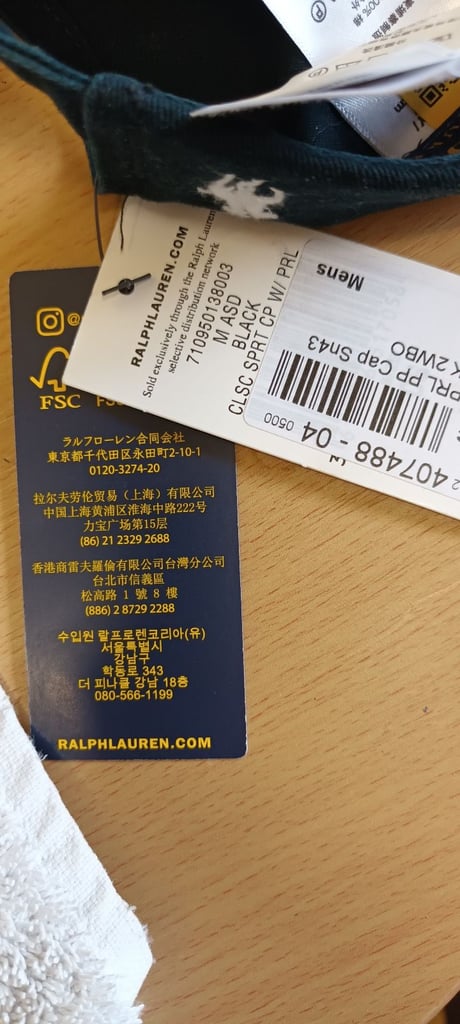 RALPHLAUREN.COM
Sold exclusively through the Ralph Lauren
selective distribution network
710950138003
M ASD
BLACK
CLSC SPRT CP W/ PRL
Mens
PRL PP Cap Sn43
K 2WBO
0500
407488 - 04
@
FSC
ラルフローレン合同会社
東京都千代田区永田町2-10-1
0120-3274-20
拉尔夫劳伦贸易（上海）有限公司
中国上海黄浦区淮海中路222号
力宝广场第15层
(86) 21 2329 2688
香港商雷夫羅倫有限公司台灣分公司
台北市信義區
松高路 1 號 8 樓
(886) 2 8729 2288
수입원 랄프로렌코리아(유)
서울특별시
강남구
학동로 343
더 피나클 강남 18층
080-566-1199
RALPHLAUREN.COM